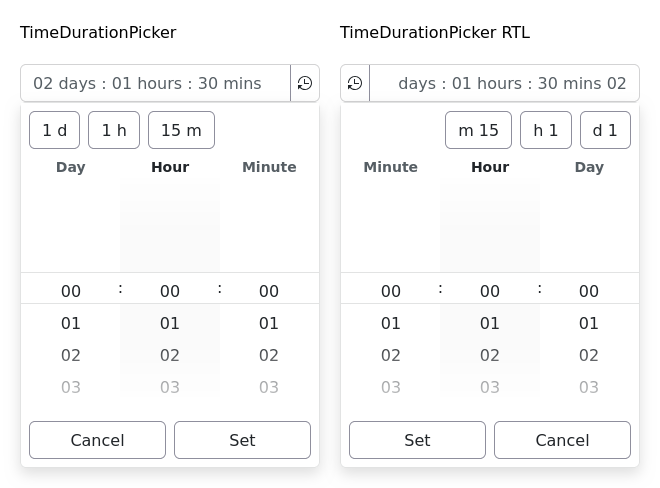 TimeDurationPicker
02 days : 01 hours : 30 mins
1 d 1 h 15 m
Day Hour Minute
00 : 00 : 00
01 01 01
02 02 02
03 03 03
Cancel Set
TimeDurationPicker RTL
days : 01 hours : 30 mins 02
m 15 h 1 d 1
Minute Hour Day
00 : 00 : 00
01 01 01
02 02 02
03 03 03
Set Cancel